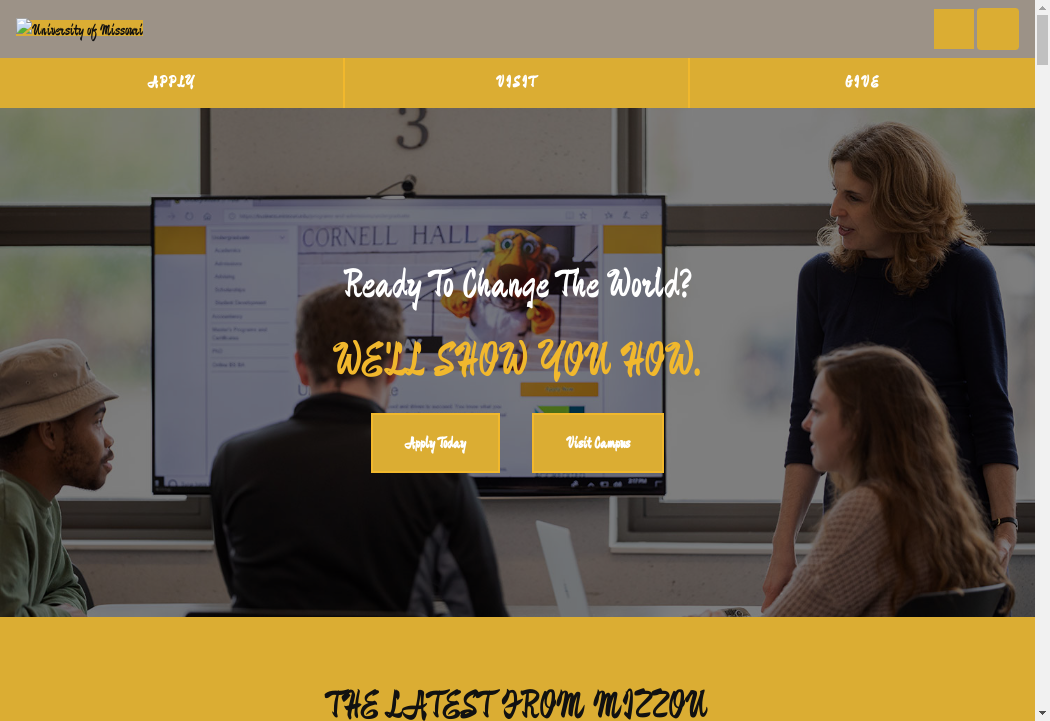 University of Missouri
APPLY
VISIT
GIVE
3
CORNELL HALL
Ready To Change The World?
WE'LL SHOW YOU HOW.
Apply Today
Visit Campus
THE LATEST FROM MIZZOU